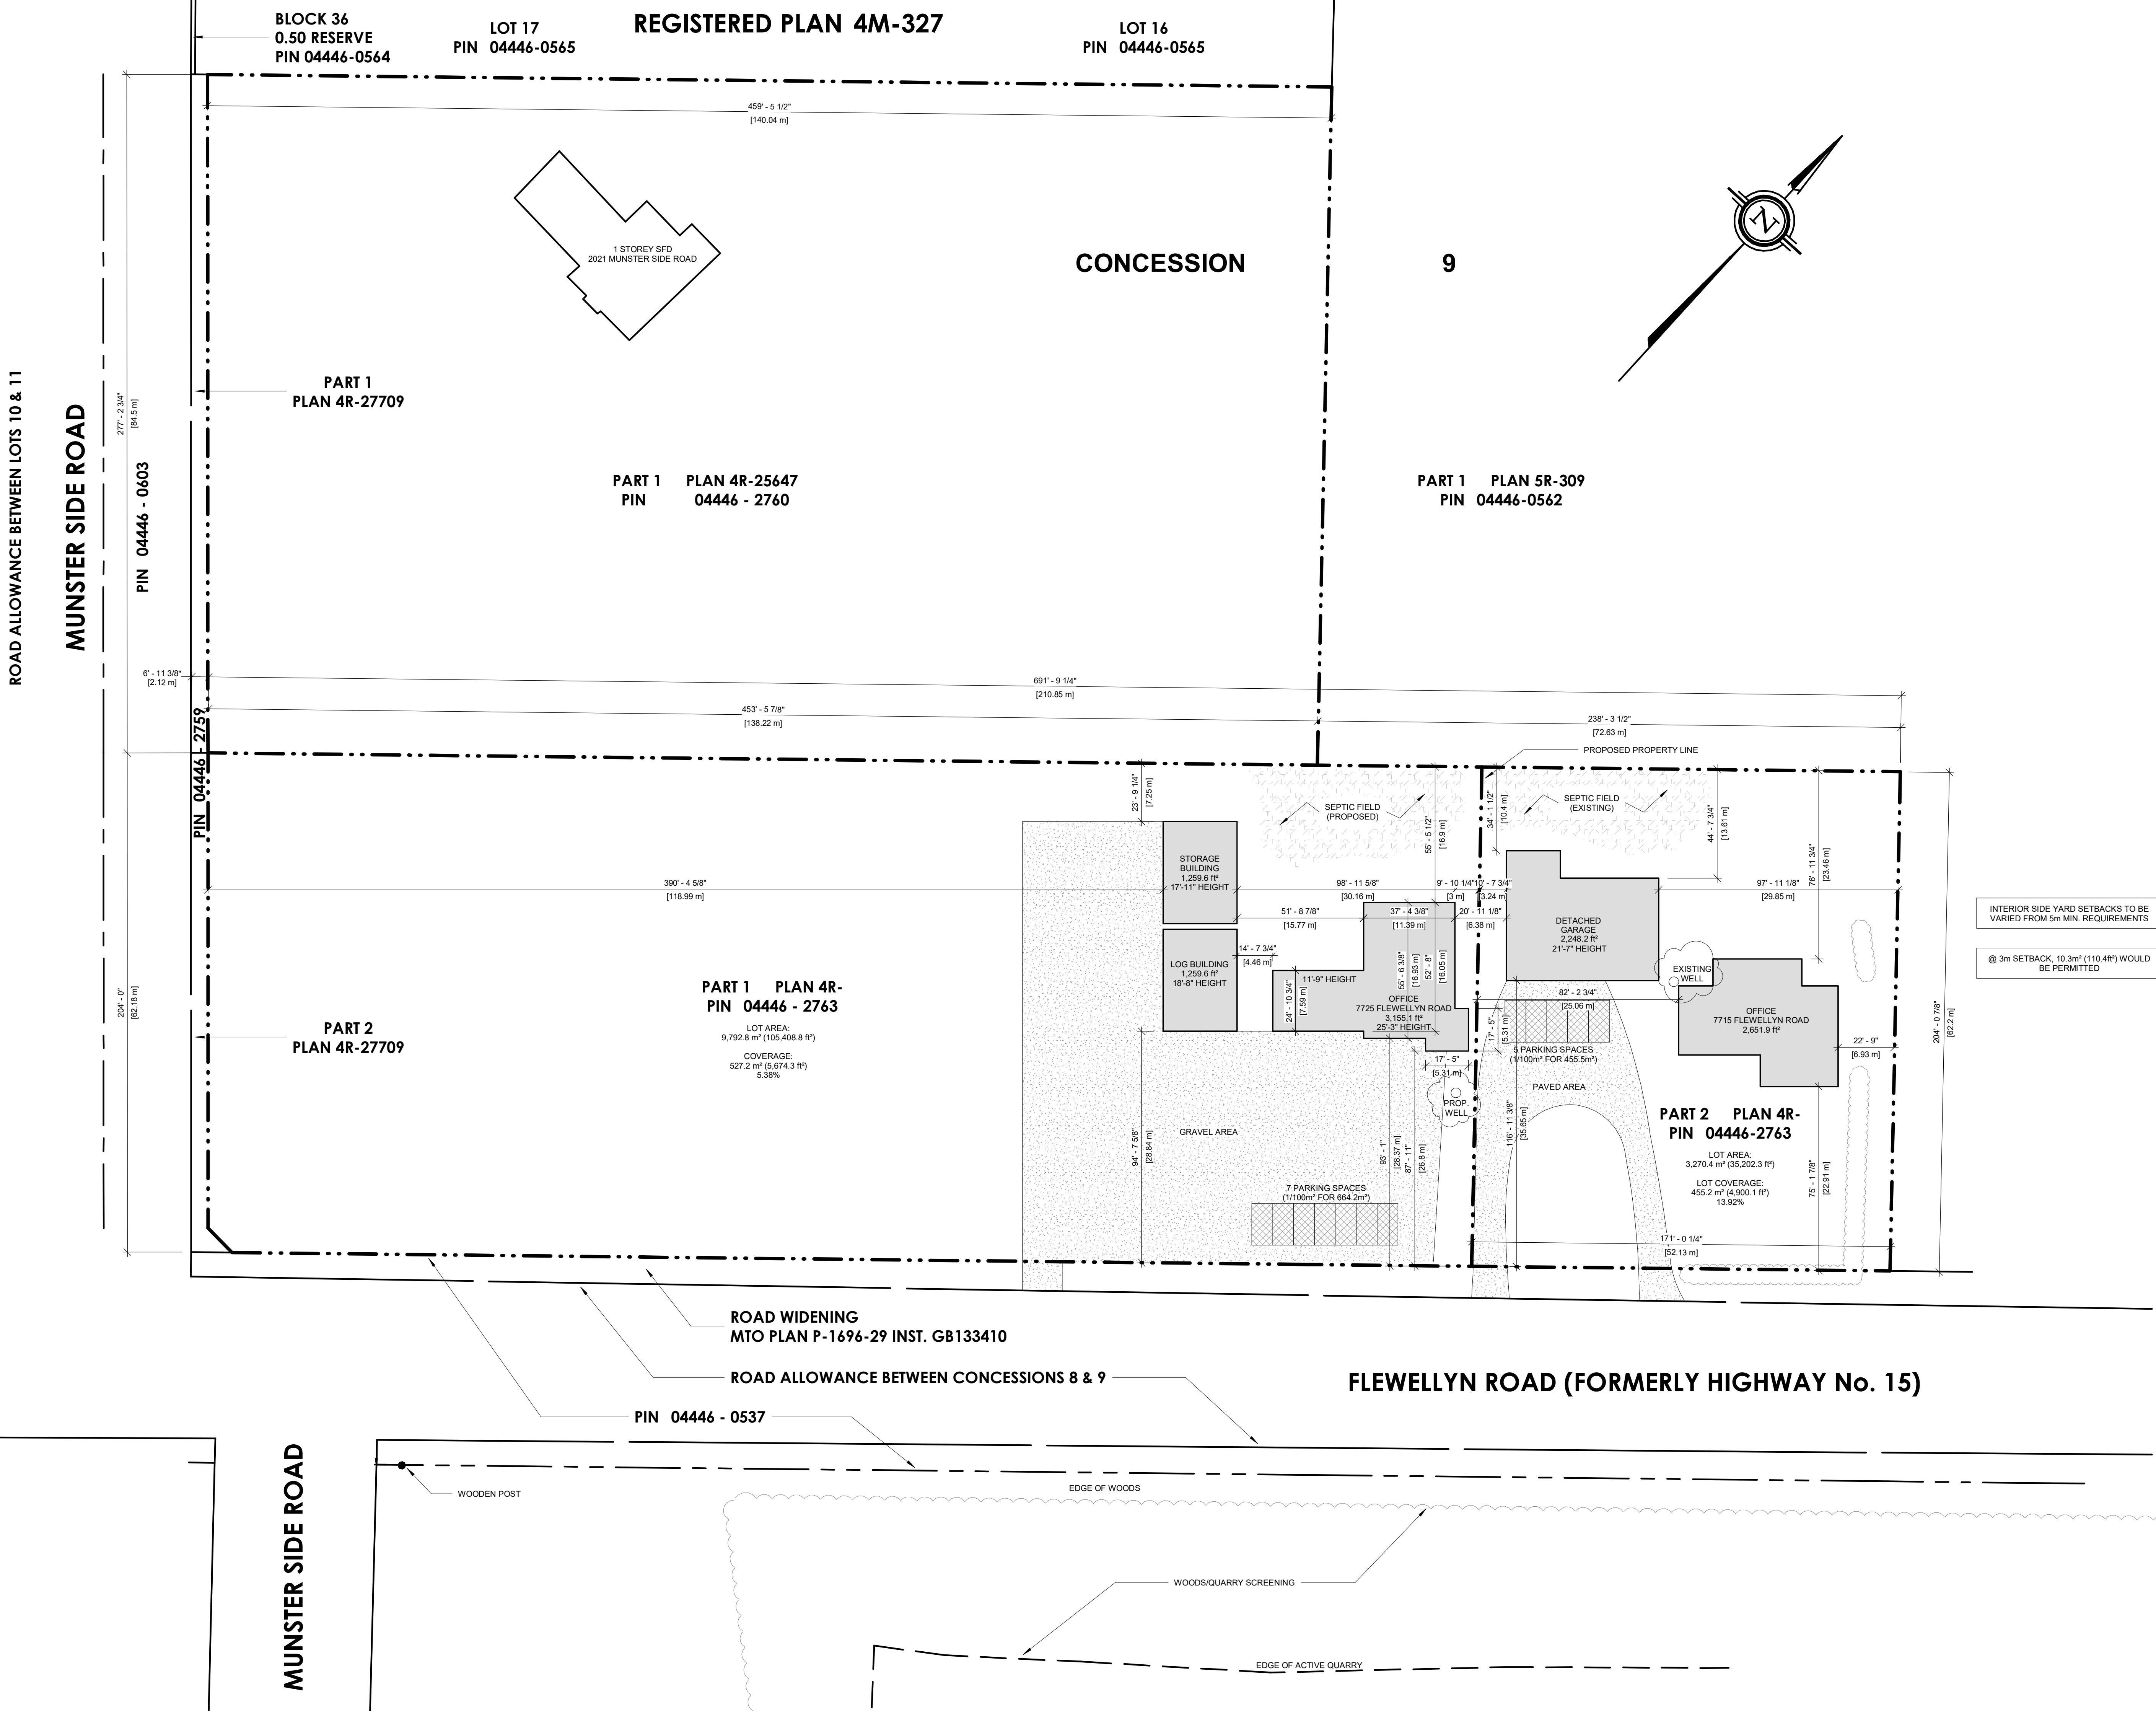 BLOCK 36
0.50 RESERVE
PIN 04446-0564
LOT 17
PIN 04446-0565
REGISTERED PLAN 4M-327
LOT 16
PIN 04446-0565
459' - 5 1/2"
[140.04 m]
1 STOREY SFD
2021 MUNSTER SIDE ROAD
CONCESSION 9
N
ROAD ALLOWANCE BETWEEN LOTS 10 & 11
MUNSTER SIDE ROAD
277' - 2 3/4"
[84.5 m]
PIN 04446 - 0603
PART 1
PLAN 4R-27709
PART 1 PLAN 4R-25647
PIN 04446 - 2760
PART 1 PLAN 5R-309
PIN 04446-0562
6' - 11 3/8"
[2.12 m]
691' - 9 1/4"
[210.85 m]
453' - 5 7/8"
[138.22 m]
238' - 3 1/2"
[72.63 m]
PIN 04446 - 2759
PROPOSED PROPERTY LINE
23' - 9 1/4"
[7.25 m]
SEPTIC FIELD
(PROPOSED)
55' - 5 1/2"
[16.9 m]
34' - 1 1/2"
[10.4 m]
SEPTIC FIELD
(EXISTING)
44' - 7 3/4"
[13.61 m]
76' - 11 3/4"
[23.46 m]
STORAGE
BUILDING
1,259.6 ft²
17'-11" HEIGHT
390' - 4 5/8"
[118.99 m]
98' - 11 5/8"
[30.16 m]
9' - 10 1/4"
[3 m]
10' - 7 3/4"
[3.24 m]
97' - 11 1/8"
[29.85 m]
51' - 8 7/8"
[15.77 m]
37' - 4 3/8"
[11.39 m]
20' - 11 1/8"
[6.38 m]
INTERIOR SIDE YARD SETBACKS TO BE
VARIED FROM 5m MIN. REQUIREMENTS
@ 3m SETBACK, 10.3m² (110.4ft²) WOULD
BE PERMITTED
DETACHED
GARAGE
2,248.2 ft²
21'-7" HEIGHT
14' - 7 3/4"
[4.46 m]
LOG BUILDING
1,259.6 ft²
18'-8" HEIGHT
11'-9" HEIGHT
24' - 10 3/4"
[7.59 m]
55' - 6 3/8"
[16.93 m]
52' - 8"
[16.05 m]
OFFICE
7725 FLEWELLYN ROAD
3,155.1 ft²
25'-3" HEIGHT
EXISTING
WELL
82' - 2 3/4"
[25.06 m]
17' - 5"
[5.31 m]
OFFICE
7715 FLEWELLYN ROAD
2,651.9 ft²
204' - 0"
[62.18 m]
PART 2
PLAN 4R-27709
PART 1 PLAN 4R-
PIN 04446 - 2763
LOT AREA:
9,792.8 m² (105,408.8 ft²)
COVERAGE:
527.2 m² (5,674.3 ft²)
5.38%
22' - 9"
[6.93 m]
204' - 0 7/8"
[62.2 m]
5 PARKING SPACES
(1/100m² FOR 455.5m²)
17' - 5"
[5.31 m]
PAVED AREA
PROP.
WELL
GRAVEL AREA
94' - 7 5/8"
[28.84 m]
93' - 1"
[28.37 m]
87' - 11"
[26.8 m]
116' - 11 3/8"
[35.65 m]
PART 2 PLAN 4R-
PIN 04446-2763
LOT AREA:
3,270.4 m² (35,202.3 ft²)
LOT COVERAGE:
455.2 m² (4,900.1 ft²)
13.92%
75' - 1 7/8"
[22.91 m]
7 PARKING SPACES
(1/100m² FOR 664.2m²)
171' - 0 1/4"
[52.13 m]
ROAD WIDENING
MTO PLAN P-1696-29 INST. GB133410
ROAD ALLOWANCE BETWEEN CONCESSIONS 8 & 9
FLEWELLYN ROAD (FORMERLY HIGHWAY No. 15)
PIN 04446 - 0537
MUNSTER SIDE ROAD
WOODEN POST
EDGE OF WOODS
WOODS/QUARRY SCREENING
EDGE OF ACTIVE QUARRY